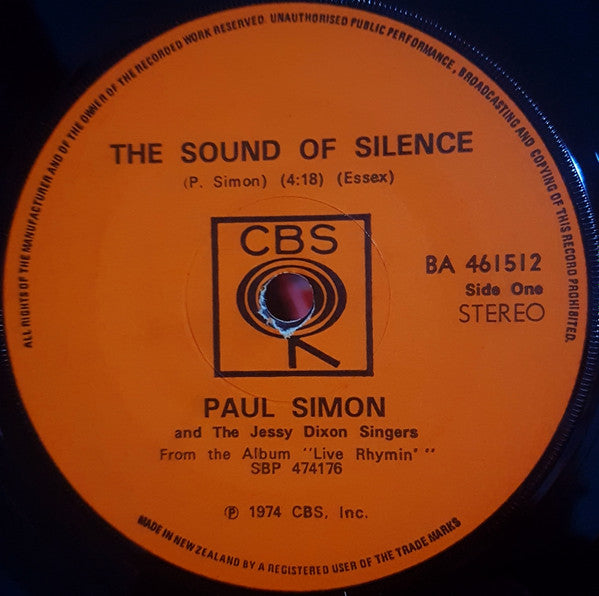 ALL RIGHTS OF THE MANUFACTURER AND OF THE OWNER OF THE RECORDED WORK RESERVED. UNAUTHORISED PUBLIC PERFORMANCE, BROADCASTING AND COPYING OF THIS RECORD PROHIBITED.
THE SOUND OF SILENCE
(P. Simon) (4:18) (Essex)
CBS
BA 461512
Side One
STEREO
PAUL SIMON
and The Jessy Dixon Singers
From the Album "Live Rhymin' "
SBP 474176
℗ 1974 CBS, Inc.
MADE IN NEW ZEALAND BY A REGISTERED USER OF THE TRADE MARKS